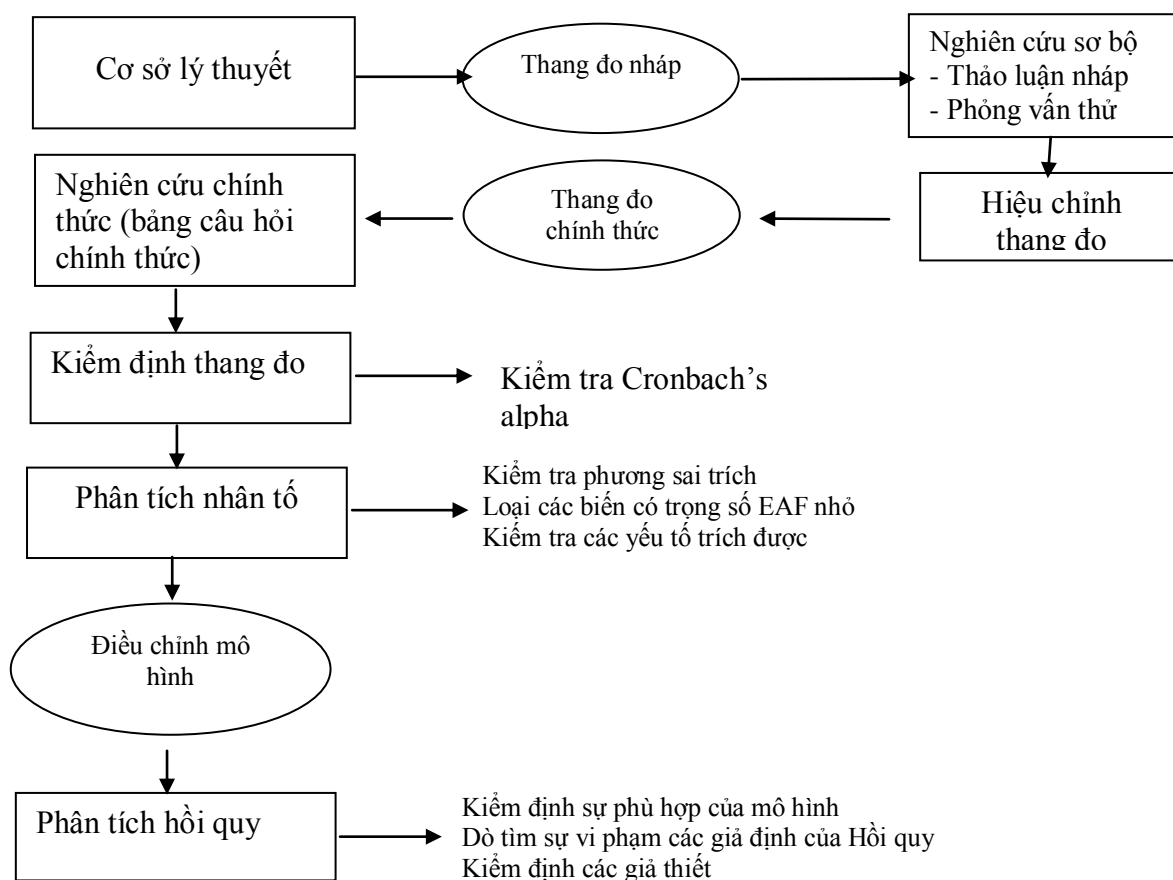 Cơ sở lý thuyết
Thang đo nháp
Nghiên cứu sơ bộ
- Thảo luận nháp
- Phỏng vấn thử
Nghiên cứu chính
thức (bảng câu hỏi
chính thức)
Thang đo
chính thức
Hiệu chỉnh
thang đo
Kiểm định thang đo
Kiểm tra Cronbach’s
alpha
Phân tích nhân tố
Kiểm tra phương sai trích
Loại các biến có trọng số EAF nhỏ
Kiểm tra các yếu tố trích được
Điều chỉnh mô
hình
Phân tích hồi quy
Kiểm định sự phù hợp của mô hình
Dò tìm sự vi phạm các giả định của Hồi quy
Kiểm định các giả thiết